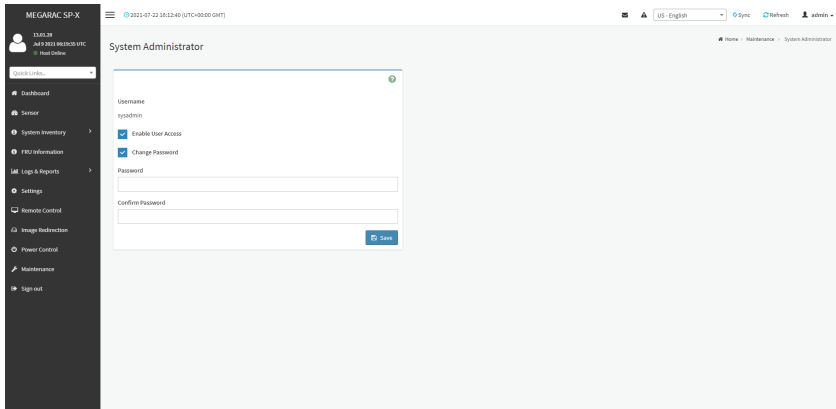 MEGARAC SP-X
2021-07-22 16:12:40 (UTC+00:00 GMT)
US - English
Sync
Refresh
admin
13.01.28
Jul 9 2021 06:19:35 UTC
Host Online
Quick Links...
Dashboard
Sensor
System Inventory
FRU Information
Logs & Reports
Settings
Remote Control
Image Redirection
Power Control
Maintenance
Sign out
System Administrator
Home > Maintenance > System Administrator
Username
sysadmin
Enable User Access
Change Password
Password
Confirm Password
Save